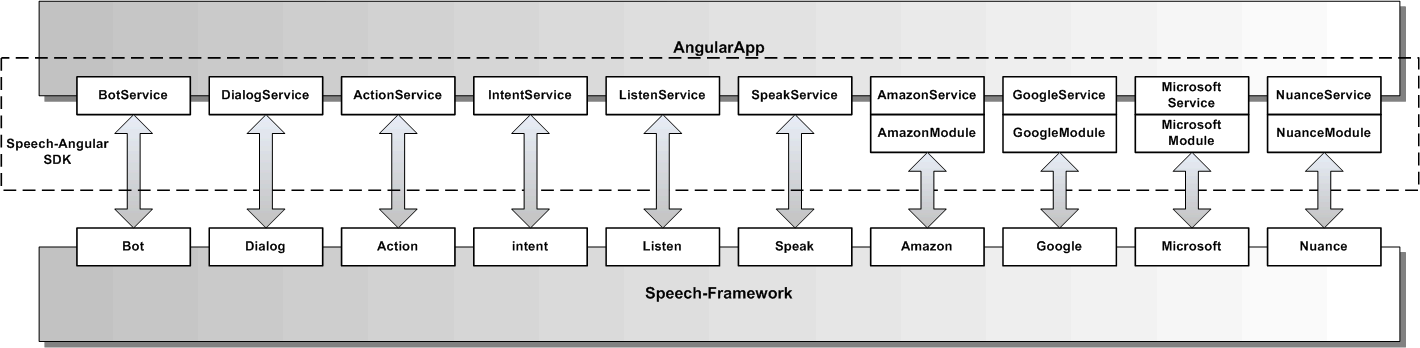 AngularApp
BotService
DialogService
ActionService
IntentService
ListenService
SpeakService
AmazonService
GoogleService
Microsoft
Service
NuanceService
AmazonModule
GoogleModule
Microsoft
Module
NuanceModule
Speech-Angular
SDK
Bot
Dialog
Action
intent
Listen
Speak
Amazon
Google
Microsoft
Nuance
Speech-Framework